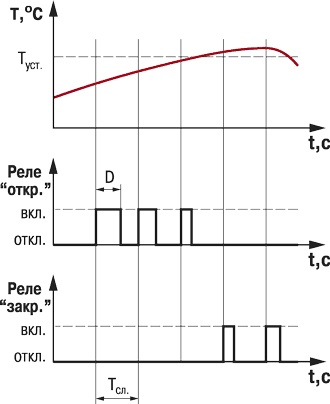 T,°C
Tуст.
t,c
Реле
“откр.”
D
вкл.
откл.
t,c
Реле
“закр.”
вкл.
откл.
t,c
Tсл.